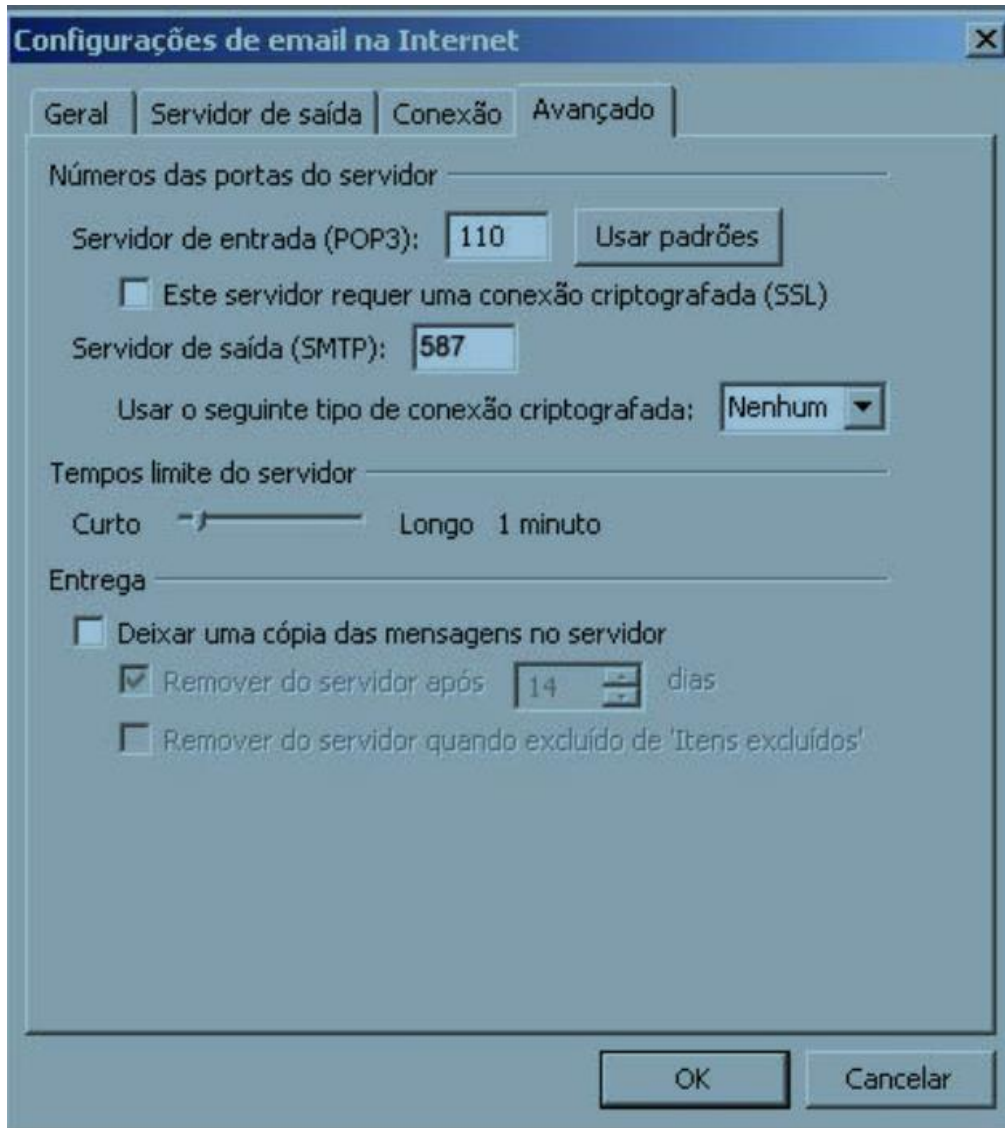 Configurações de email na Internet
Geral Servidor de saída Conexão Avançado
Números das portas do servidor
Servidor de entrada (POP3): 110 Usar padrões
Este servidor requer uma conexão criptografada (SSL)
Servidor de saída (SMTP): 587
Usar o seguinte tipo de conexão criptografada: Nenhum
Tempos limite do servidor
Curto Longo 1 minuto
Entrega
Deixar uma cópia das mensagens no servidor
Remover do servidor após 14 dias
Remover do servidor quando excluído de 'Itens excluídos'
OK Cancelar